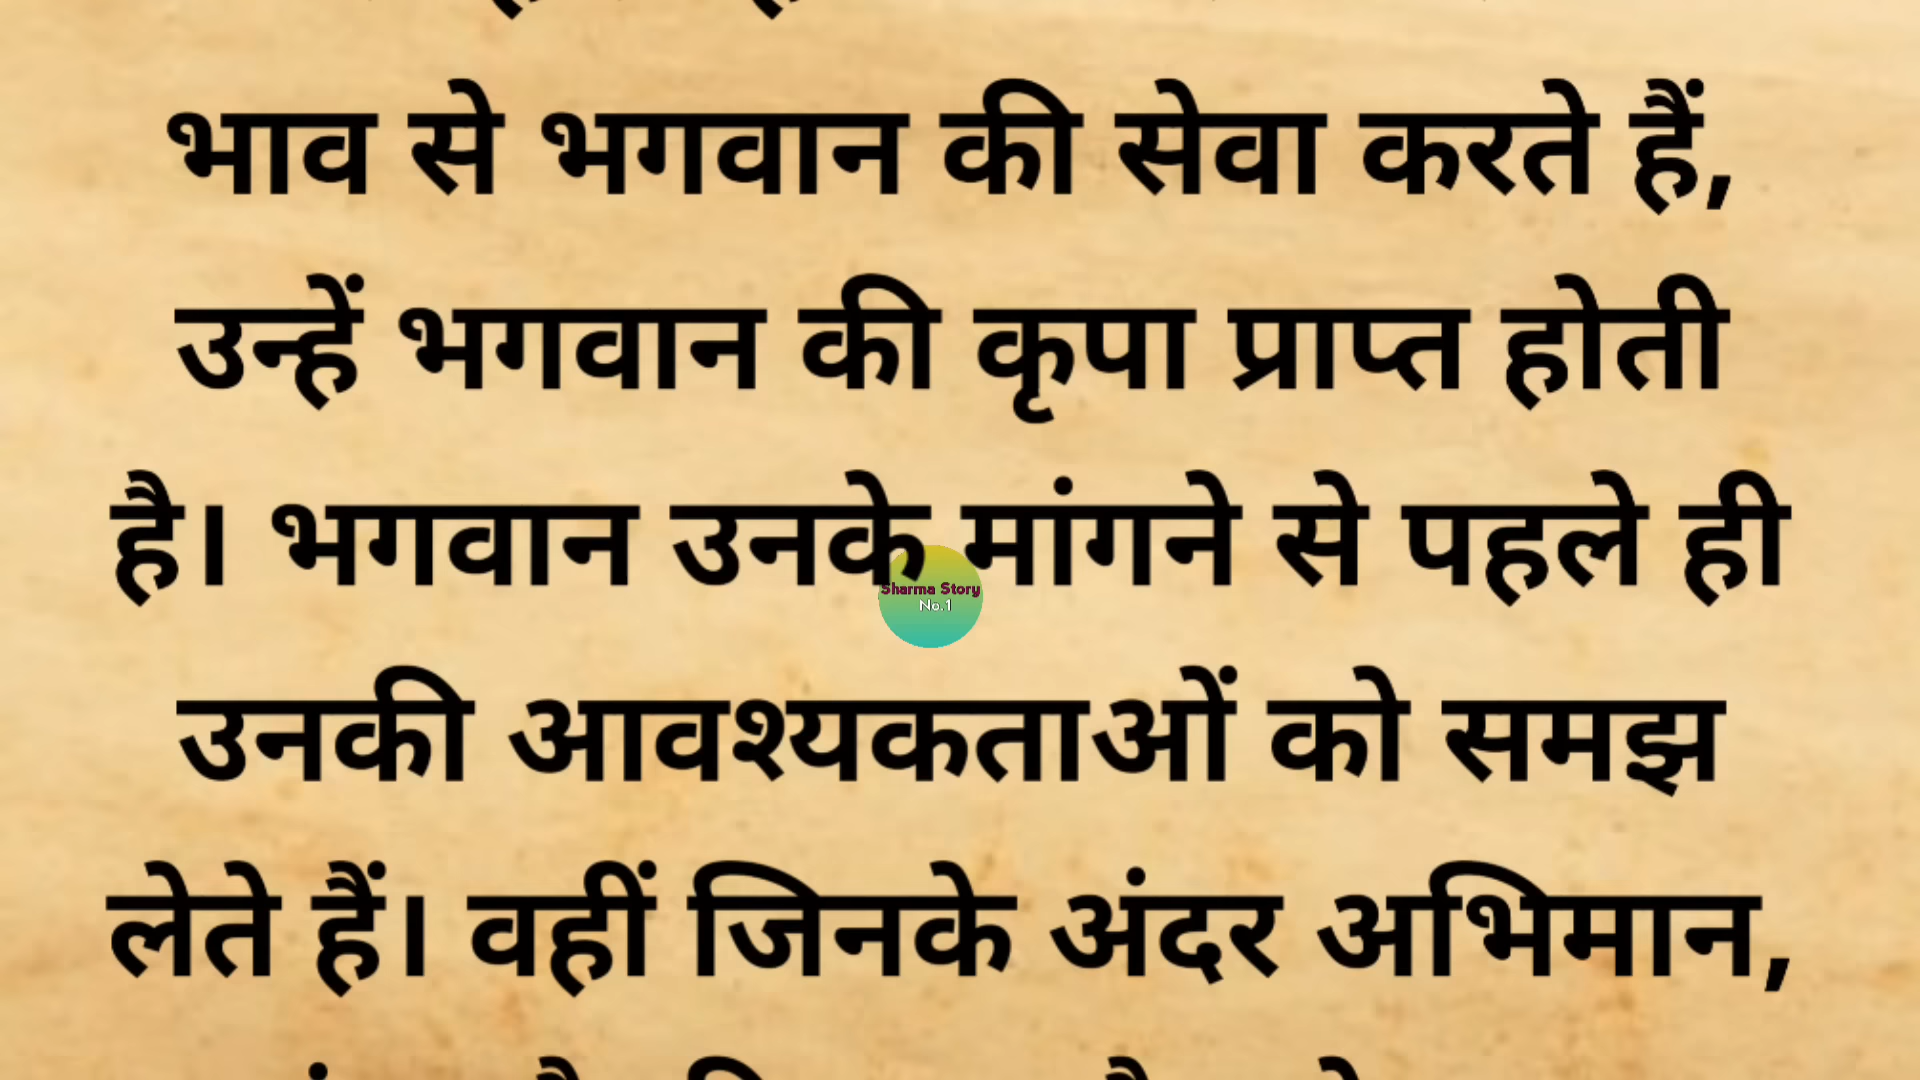 भाव से भगवान की सेवा करते हैं,
उन्हें भगवान की कृपा प्राप्त होती
है। भगवान उनके मांगने से पहले ही
Sharma Story
No.1
उनकी आवश्यकताओं को समझ
लेते हैं। वहीं जिनके अंदर अभिमान,